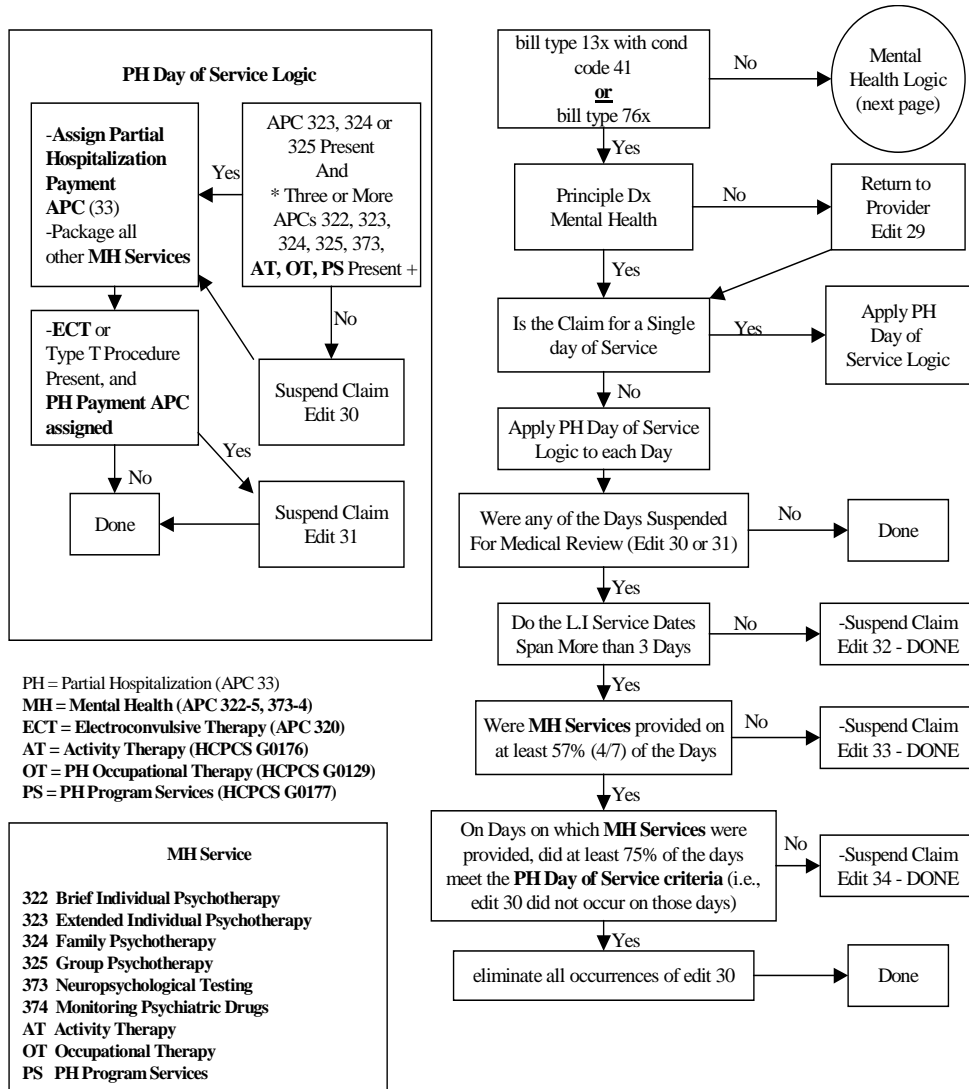 PH Day of Service Logic
-Assign Partial
Hospitalization
Payment
APC (33)
-Package all
other MH Services
Yes
APC 323, 324 or
325 Present
And
* Three or More
APCs 322, 323,
324, 325, 373,
AT, OT, PS Present +
No
-ECT or
Type T Procedure
Present, and
PH Payment APC
assigned
Suspend Claim
Edit 30
No
Yes
Done
Suspend Claim
Edit 31
PH = Partial Hospitalization (APC 33)
MH = Mental Health (APC 322-5, 373-4)
ECT = Electroconvulsive Therapy (APC 320)
AT = Activity Therapy (HCPCS G0176)
OT = PH Occupational Therapy (HCPCS G0129)
PS = PH Program Services (HCPCS G0177)
MH Service
322 Brief Individual Psychotherapy
323 Extended Individual Psychotherapy
324 Family Psychotherapy
325 Group Psychotherapy
373 Neuropsychological Testing
374 Monitoring Psychiatric Drugs
AT Activity Therapy
OT Occupational Therapy
PS PH Program Services
bill type 13x with cond
code 41
or
bill type 76x
No
Mental
Health Logic
(next page)
Yes
Principle Dx
Mental Health
No
Return to
Provider
Edit 29
Yes
Is the Claim for a Single
day of Service
Yes
Apply PH
Day of
Service Logic
No
Apply PH Day of Service
Logic to each Day
Were any of the Days Suspended
For Medical Review (Edit 30 or 31)
No
Done
Yes
Do the L.I Service Dates
Span More than 3 Days
No
-Suspend Claim
Edit 32 - DONE
Yes
Were MH Services provided on
at least 57% (4/7) of the Days
No
-Suspend Claim
Edit 33 - DONE
Yes
On Days on which MH Services were
provided, did at least 75% of the days
meet the PH Day of Service criteria (i.e.,
edit 30 did not occur on those days)
No
-Suspend Claim
Edit 34 - DONE
Yes
eliminate all occurrences of edit 30
Done